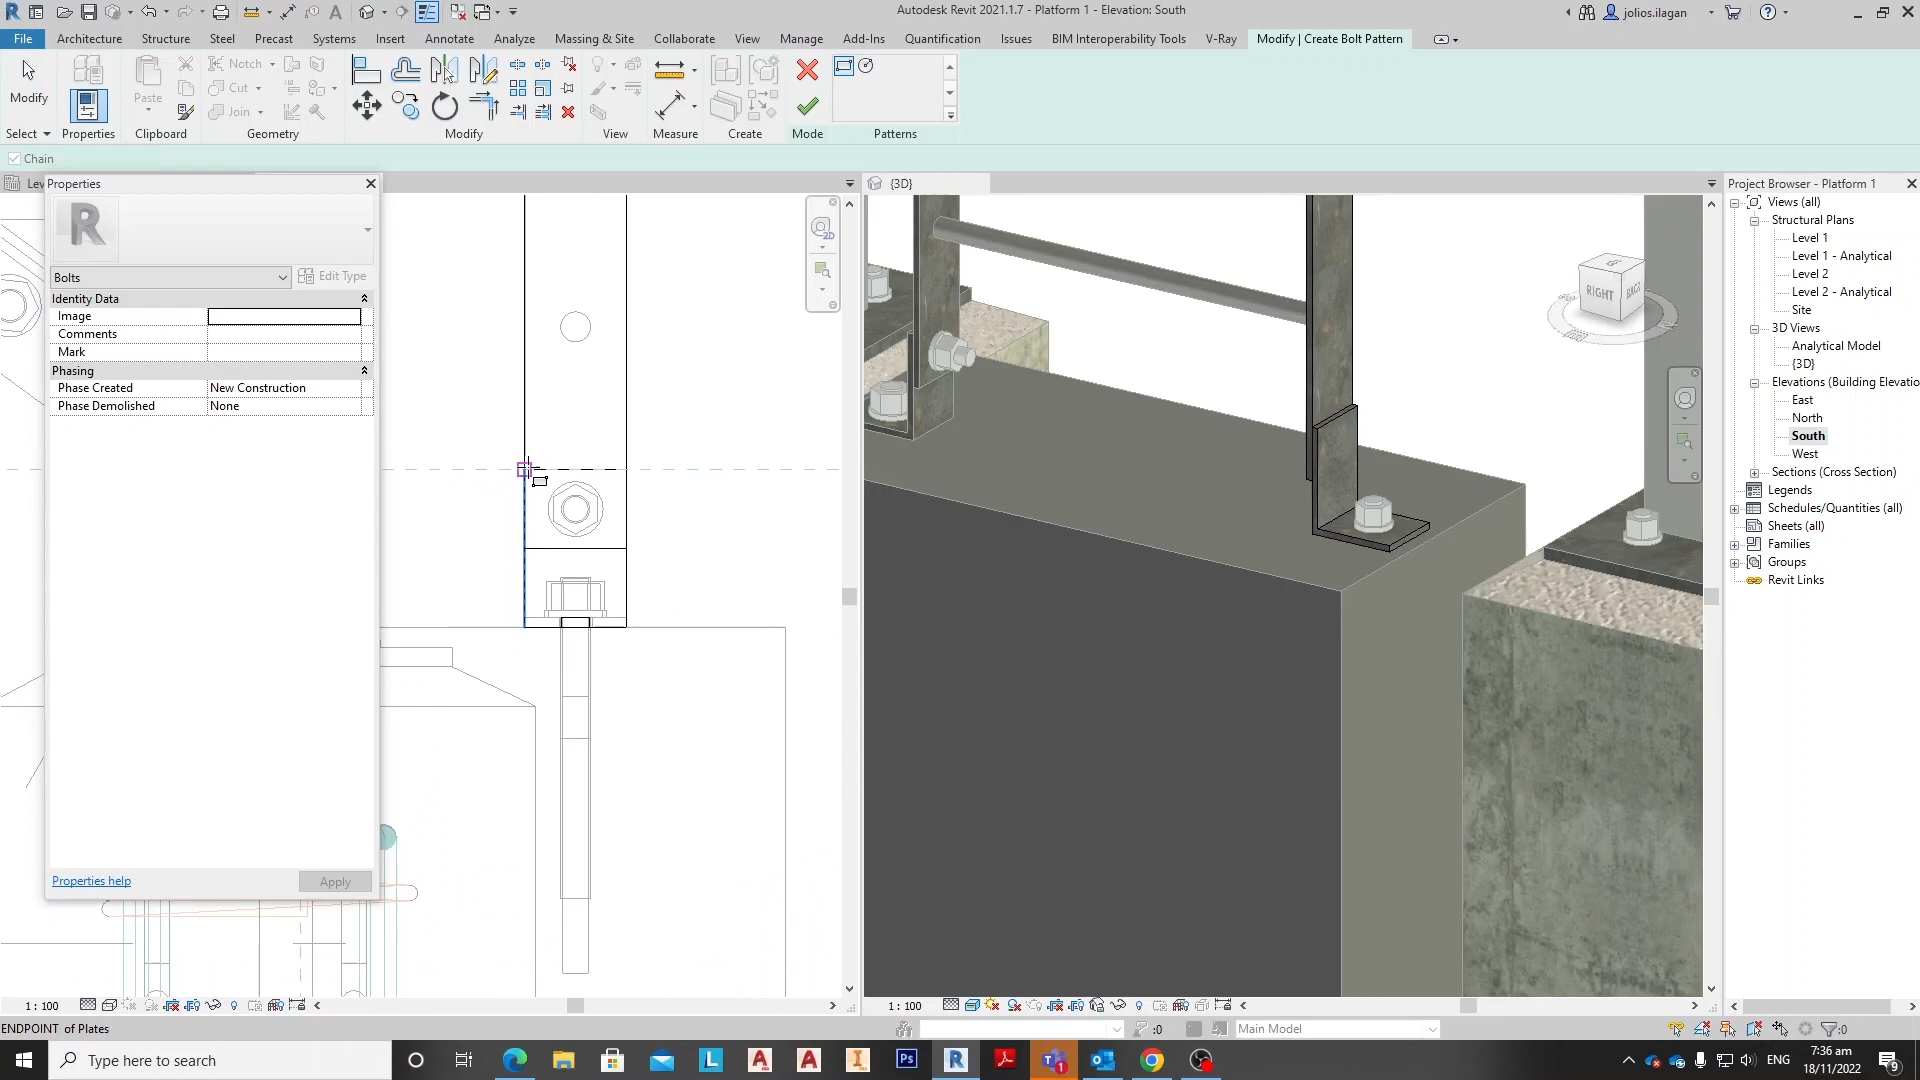 Autodesk Revit 2021.1.7 - Platform 1 - Elevation: South
jolios.ilagan
File Architecture Structure Steel Precast Systems Insert Annotate Analyze Massing & Site Collaborate View Manage Add-Ins Quantification Issues BIM Interoperability Tools V-Ray Modify | Create Bolt Pattern
Modify
Paste
Notch
Cut
Join
Select Properties Clipboard Geometry Modify View Measure Create Mode Patterns
Chain
Lev
Properties
{3D}
Project Browser - Platform 1
Bolts
Edit Type
Identity Data
Image
Comments
Mark
Phasing
Phase Created New Construction
Phase Demolished None
Properties help
Apply
2D
RIGHT
BACK
Views (all)
Structural Plans
Level 1
Level 1 - Analytical
Level 2
Level 2 - Analytical
Site
3D Views
Analytical Model
{3D}
Elevations (Building Elevatio
East
North
South
West
Sections (Cross Section)
Legends
Schedules/Quantities (all)
Sheets (all)
Families
Groups
Revit Links
1 : 100
1 : 100
ENDPOINT of Plates
:0
Main Model
:0
Type here to search
ENG
7:36 am
18/11/2022